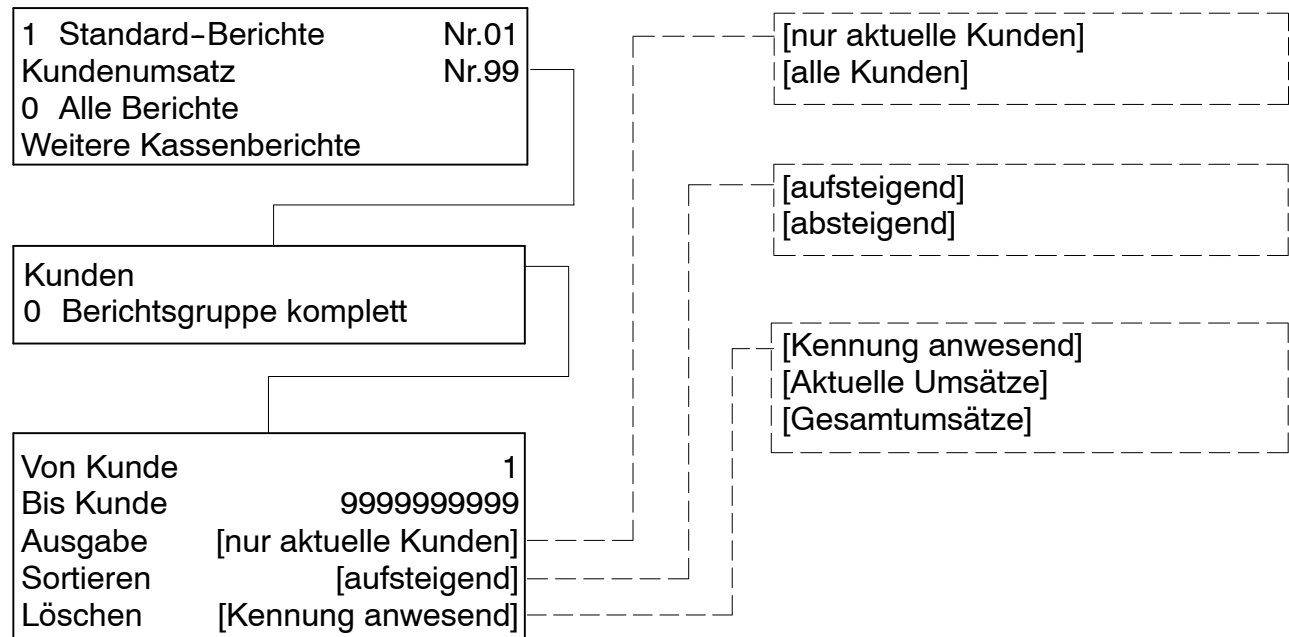 1 Standard-Berichte Nr.01
Kundenumsatz Nr.99
0 Alle Berichte
Weitere Kassenberichte
Kunden
0 Berichtsgruppe komplett
Von Kunde 1
Bis Kunde 9999999999
Ausgabe [nur aktuelle Kunden]
Sortieren [aufsteigend]
Löschen [Kennung anwesend]
[nur aktuelle Kunden]
[alle Kunden]
[aufsteigend]
[absteigend]
[Kennung anwesend]
[Aktuelle Umsätze]
[Gesamtumsätze]